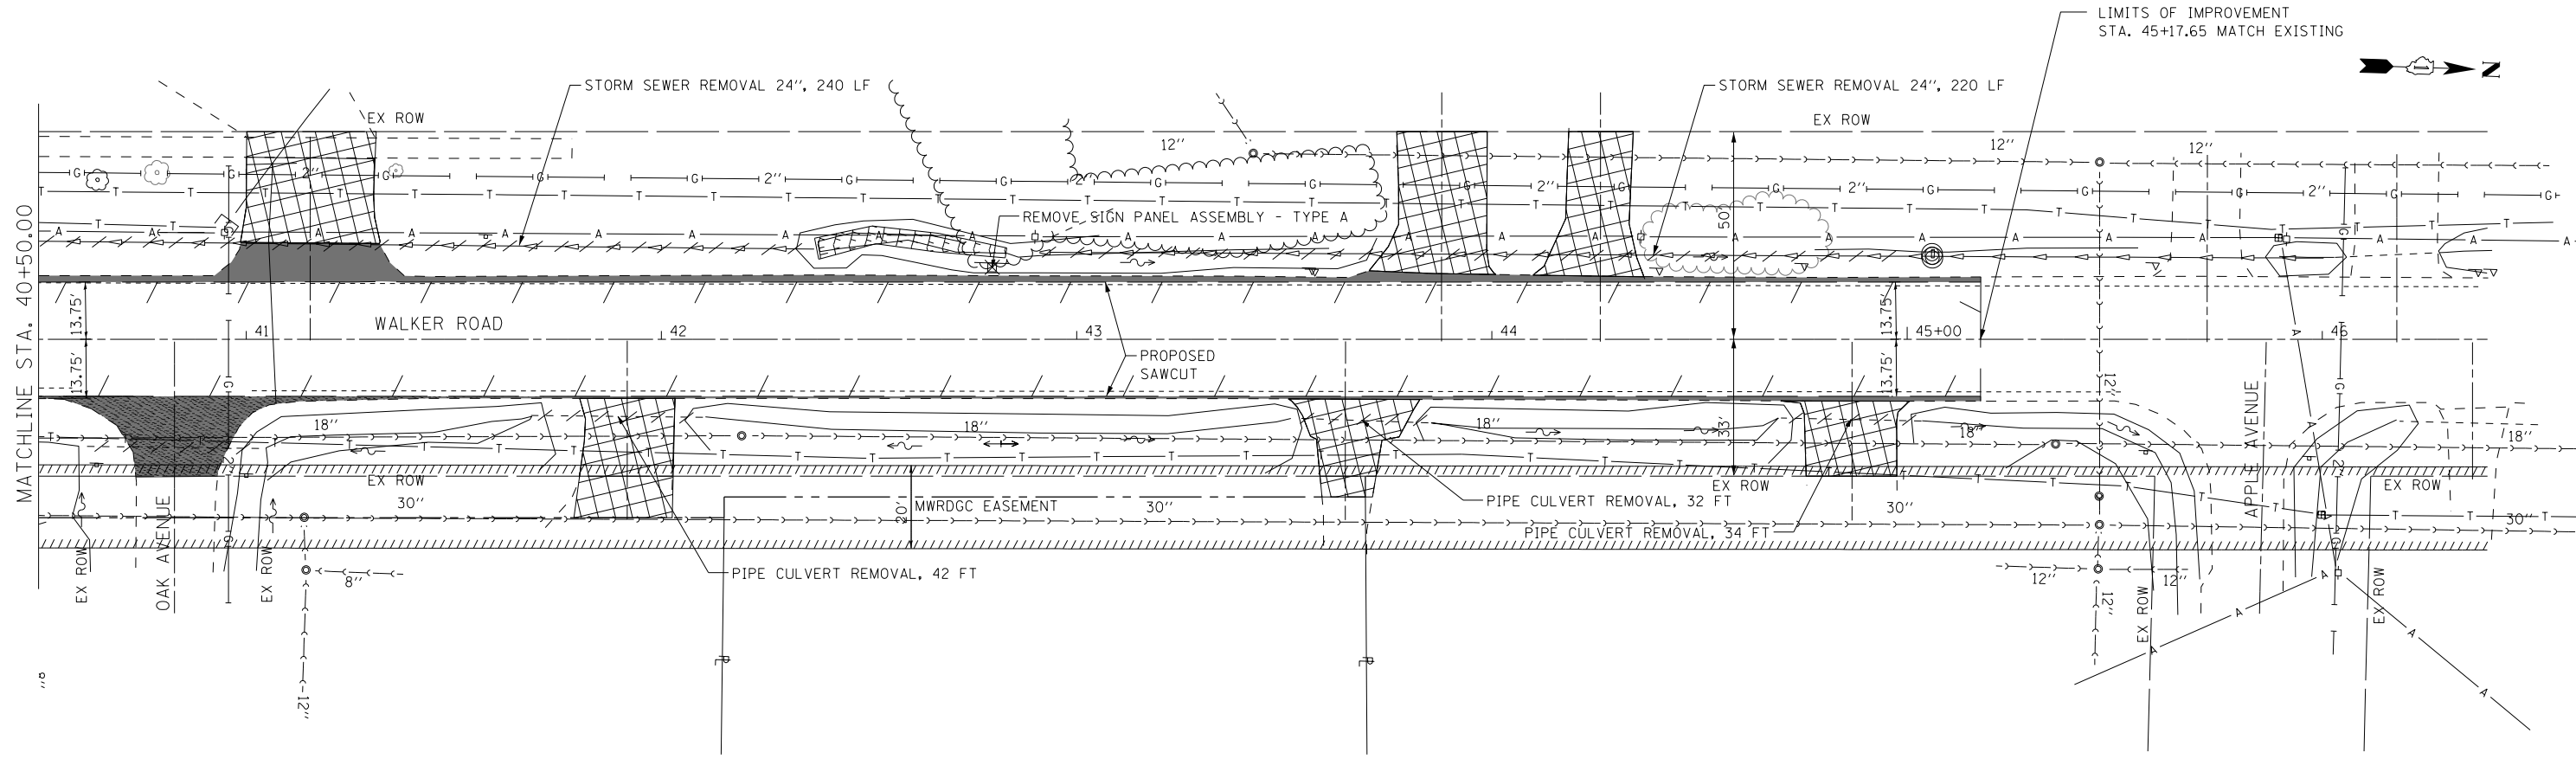 LIMITS OF IMPROVEMENT
STA. 45+17.65 MATCH EXISTING
N
STORM SEWER REMOVAL 24", 240 LF
STORM SEWER REMOVAL 24", 220 LF
EX ROW
EX ROW
12"
12"
12"
2"
2"
2"
2"
2"
2"
REMOVE SIGN PANEL ASSEMBLY - TYPE A
50'
MATCHLINE STA. 40+50.00
13.75'
13.75'
WALKER ROAD
41
42
43
44
45+00
46
13.75'
13.75'
PROPOSED
SAWCUT
12"
18"
18"
18"
18"
18"
33'
2"
2"
EX ROW
30"
20'
MWRDGC EASEMENT
30"
EX ROW
30"
EX ROW
30"
PIPE CULVERT REMOVAL, 32 FT
PIPE CULVERT REMOVAL, 34 FT
PIPE CULVERT REMOVAL, 42 FT
EX ROW
OAK AVENUE
EX ROW
8"
12"
12"
12"
12"
EX ROW
APPLE AVENUE
EX ROW
8"